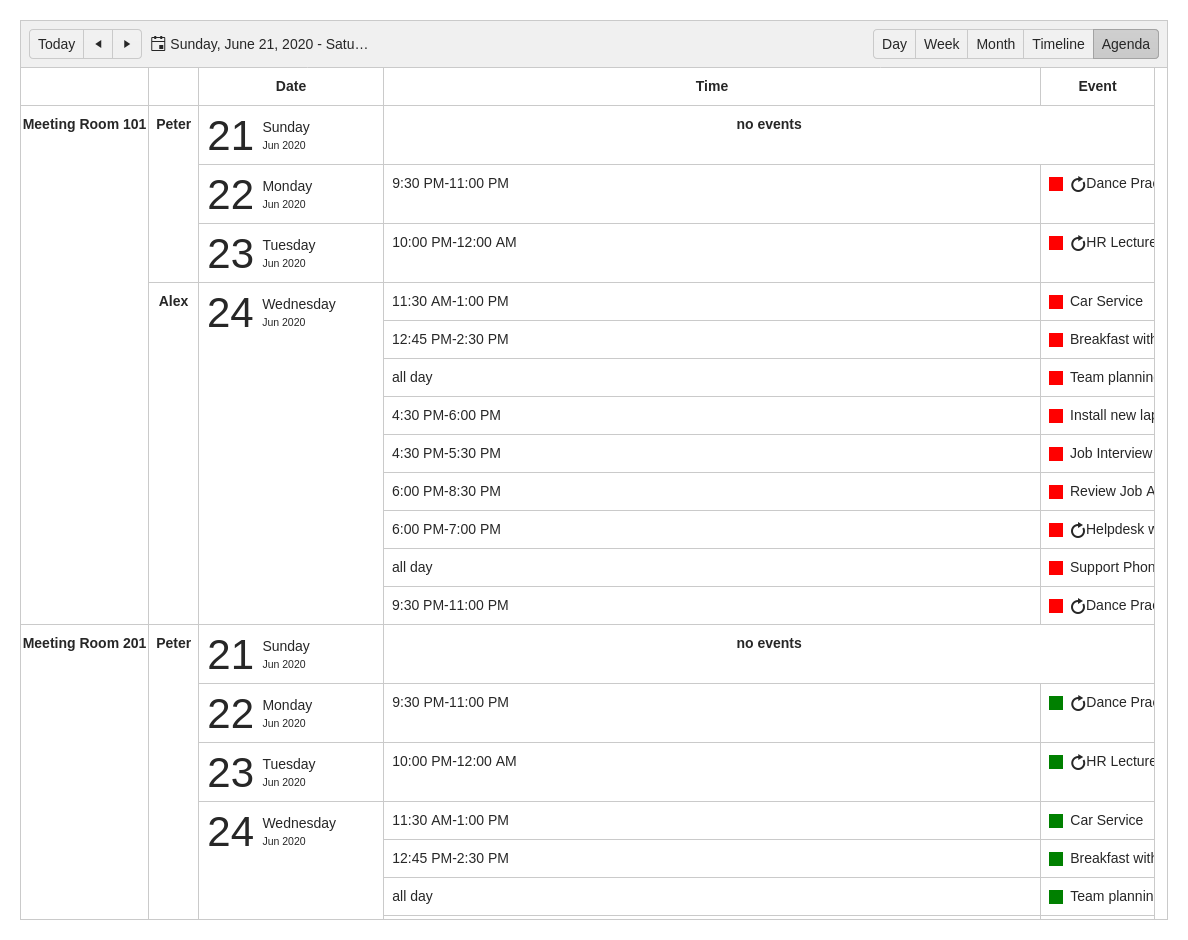 Today Sunday, June 21, 2020 - Satu… Day Week Month Timeline Agenda
Date Time Event
Meeting Room 101 Peter 21 Sunday Jun 2020 no events
22 Monday Jun 2020 9:30 PM-11:00 PM Dance Prac
23 Tuesday Jun 2020 10:00 PM-12:00 AM HR Lecture
Alex 24 Wednesday Jun 2020 11:30 AM-1:00 PM Car Service
12:45 PM-2:30 PM Breakfast with
all day Team plannin
4:30 PM-6:00 PM Install new lap
4:30 PM-5:30 PM Job Interview
6:00 PM-8:30 PM Review Job A
6:00 PM-7:00 PM Helpdesk w
all day Support Phon
9:30 PM-11:00 PM Dance Prac
Meeting Room 201 Peter 21 Sunday Jun 2020 no events
22 Monday Jun 2020 9:30 PM-11:00 PM Dance Prac
23 Tuesday Jun 2020 10:00 PM-12:00 AM HR Lecture
24 Wednesday Jun 2020 11:30 AM-1:00 PM Car Service
12:45 PM-2:30 PM Breakfast with
all day Team plannin